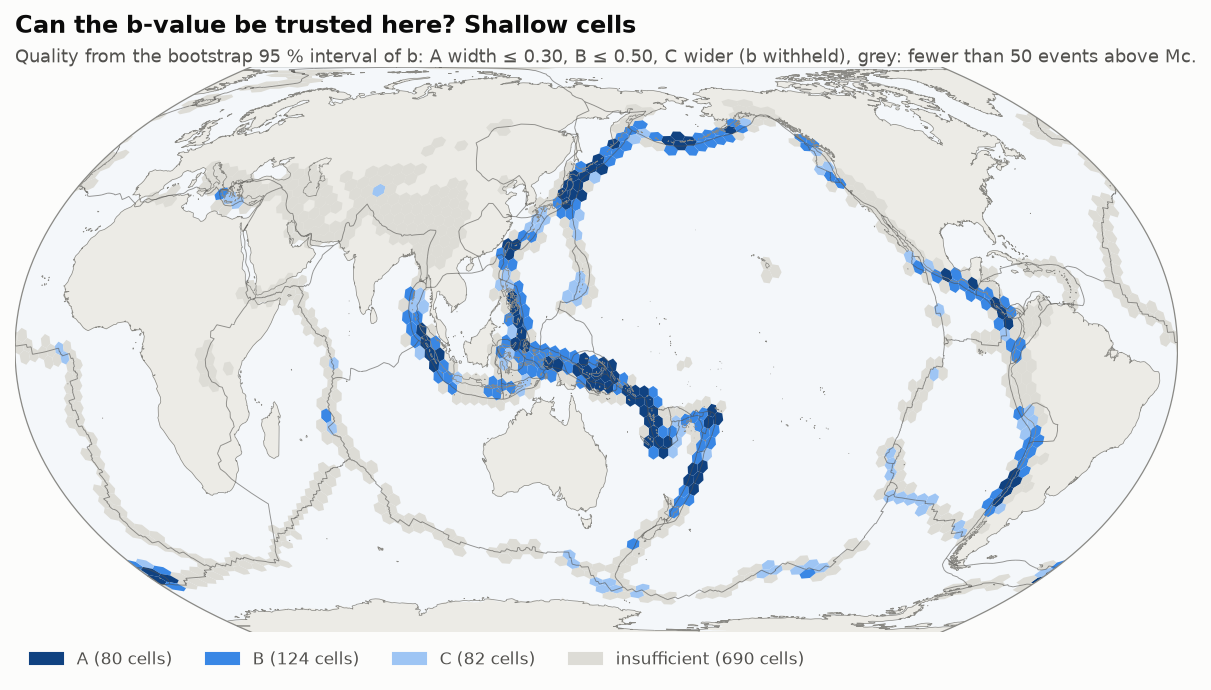 Can the b-value be trusted here? Shallow cells
Quality from the bootstrap 95 % interval of b: A width ≤ 0.30, B ≤ 0.50, C wider (b withheld), grey: fewer than 50 events above Mc.
A (80 cells)
B (124 cells)
C (82 cells)
insufficient (690 cells)